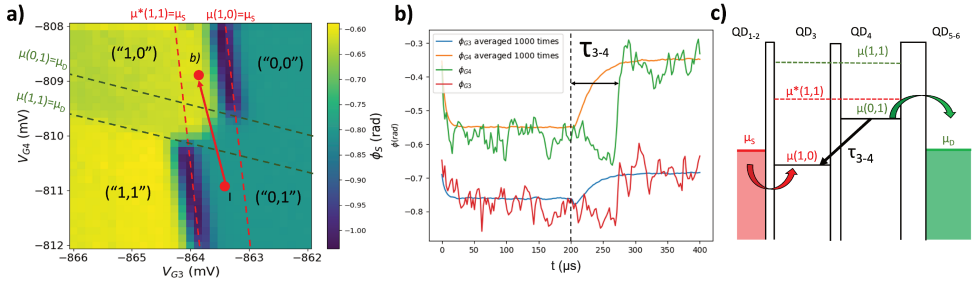 a)
μ*(1,1)=μS
μ(1,0)=μS
−808
−809
−810
−811
−812
VG4 (mV)
μ(0,1)=μD
μ(1,1)=μD
("1,0")
b)
("0,0")
("1,1")
("0,1")
I
−866
−865
−864
−863
−862
VG3 (mV)
−0.60
−0.65
−0.70
−0.75
−0.80
−0.85
−0.90
−0.95
−1.00
ϕS (rad)
b)
ϕG3 averaged 1000 times
ϕG4 averaged 1000 times
ϕG4
ϕG3
τ3-4
−0.3
−0.4
−0.5
−0.6
−0.7
−0.8
ϕ(rad)
0
50
100
150
200
250
300
350
400
t (μs)
c)
QD1-2
QD3
QD4
QD5-6
μ(1,1)
μ*(1,1)
μ(0,1)
μS
μ(1,0)
τ3-4
μD